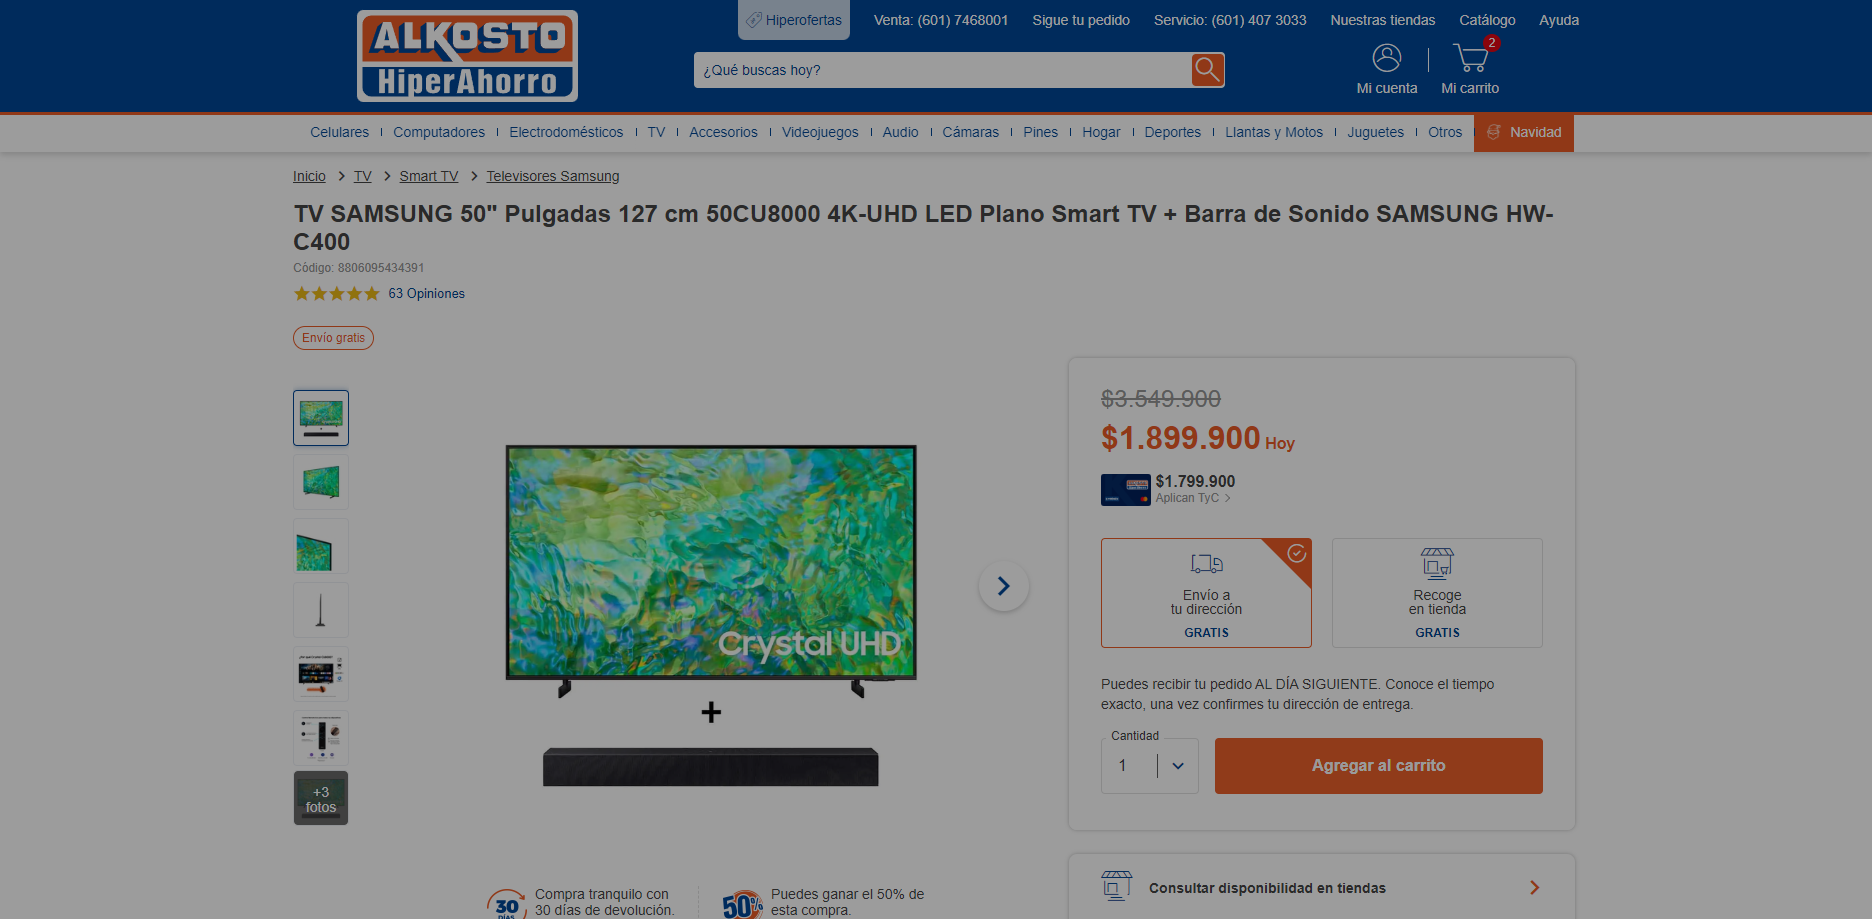 ALKOSTO
HiperAhorro
Hiperofertas
Venta: (601) 7468001
Sigue tu pedido
Servicio: (601) 407 3033
Nuestras tiendas
Catálogo
Ayuda
¿Qué buscas hoy?
Mi cuenta
2
Mi carrito
Celulares
Computadores
Electrodomésticos
TV
Accesorios
Videojuegos
Audio
Cámaras
Pines
Hogar
Deportes
Llantas y Motos
Juguetes
Otros
Navidad
Inicio > TV > Smart TV > Televisores Samsung
TV SAMSUNG 50" Pulgadas 127 cm 50CU8000 4K-UHD LED Plano Smart TV + Barra de Sonido SAMSUNG HW-
C400
Código: 8806095434391
63 Opiniones
Envío gratis
+3
fotos
Crystal UHD
+
$3.549.900
$1.899.900 Hoy
$1.799.900
Aplican TyC >
Envío a
tu dirección
GRATIS
Recoge
en tienda
GRATIS
Puedes recibir tu pedido AL DÍA SIGUIENTE. Conoce el tiempo
exacto, una vez confirmes tu dirección de entrega.
Cantidad
1
Agregar al carrito
Consultar disponibilidad en tiendas
30
DÍAS
Compra tranquilo con
30 días de devolución.
50%
Puedes ganar el 50% de
esta compra.